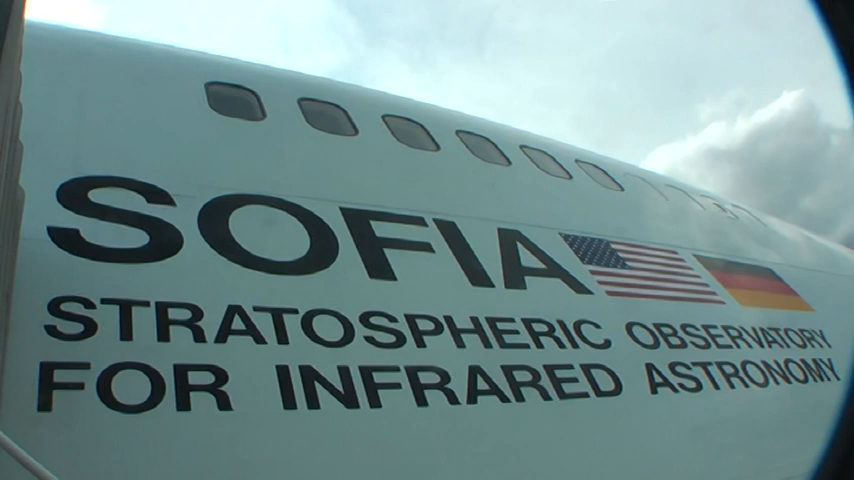 SOFIA
STRATOSPHERIC OBSERVATORY
FOR INFRARED ASTRONOMY